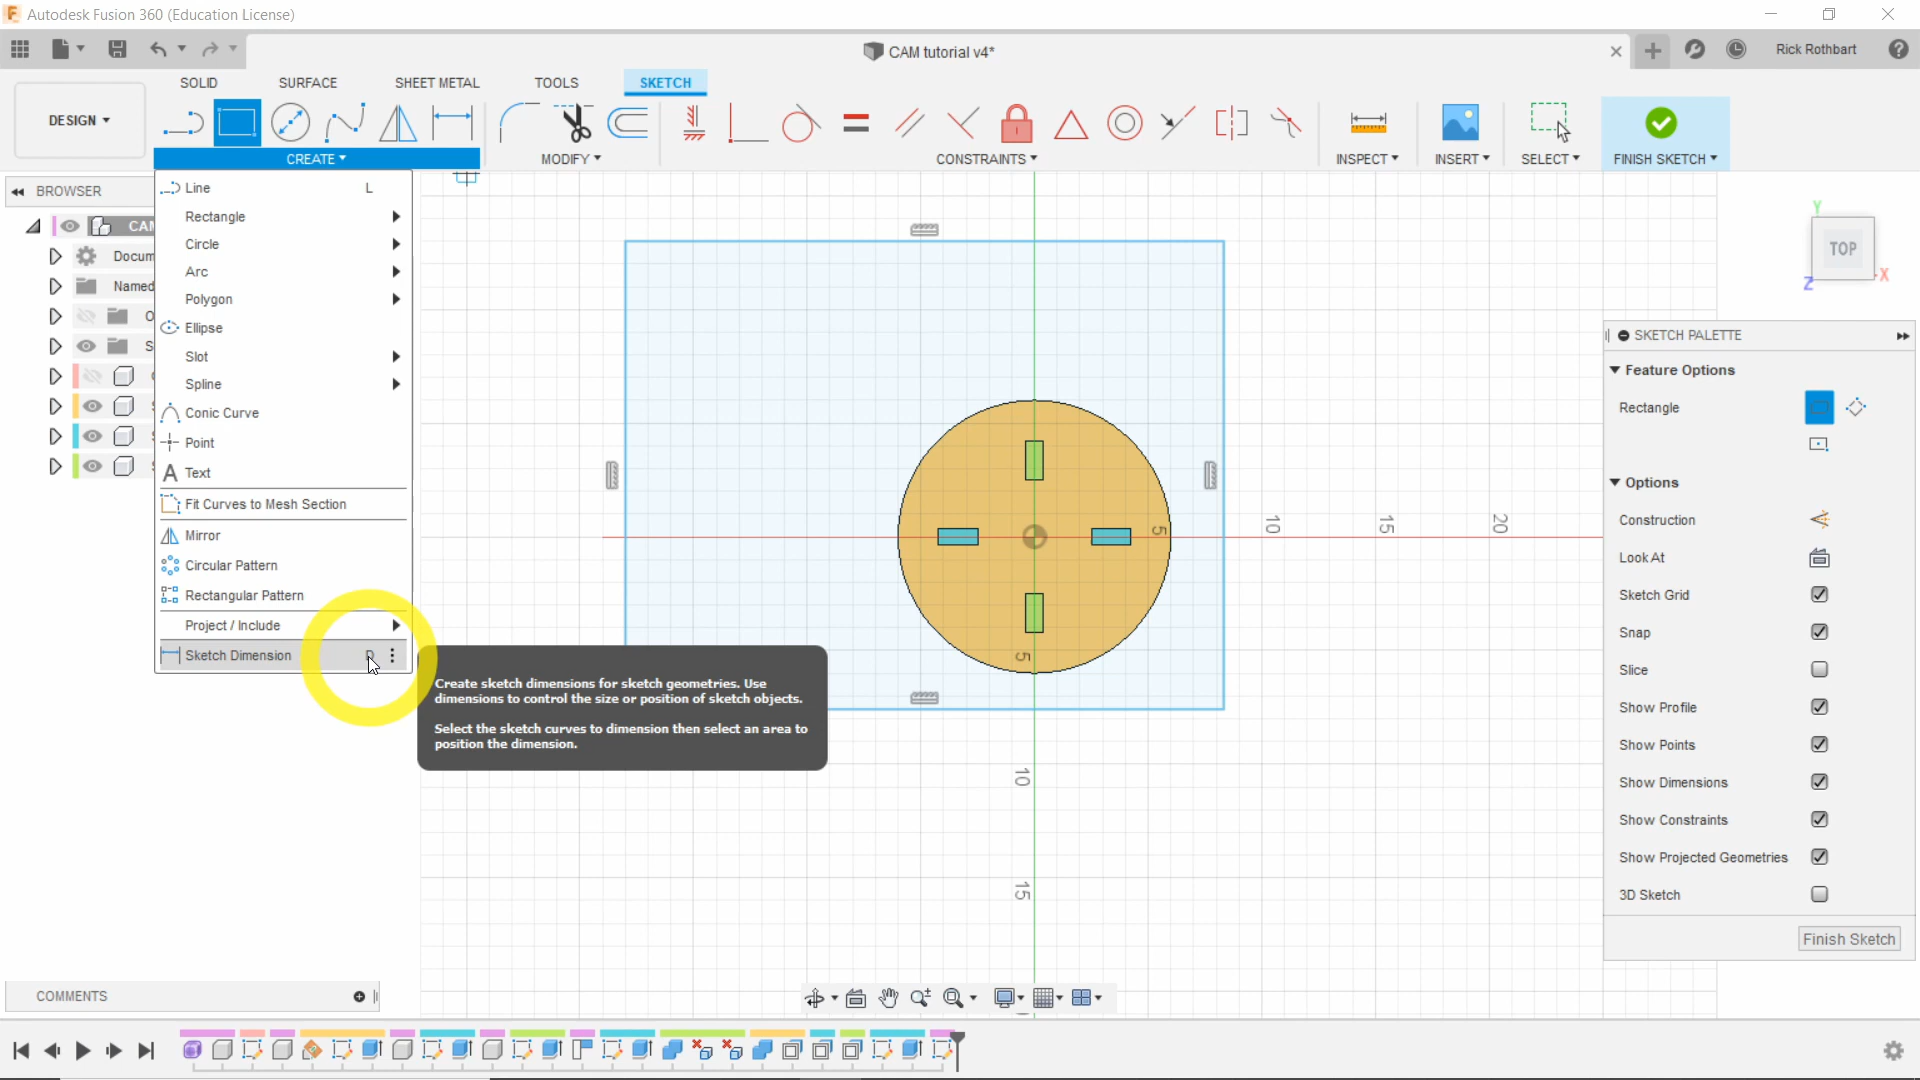 Autodesk Fusion 360 (Education License)
CAM tutorial v4*
Rick Rothbart
DESIGN
SOLID
SURFACE
SHEET METAL
TOOLS
SKETCH
CREATE
MODIFY
CONSTRAINTS
INSPECT
INSERT
SELECT
FINISH SKETCH
BROWSER
CAM
Docum
Named
O
S
Line L
Rectangle
Circle
Arc
Polygon
Ellipse
Slot
Spline
Conic Curve
Point
Text
Fit Curves to Mesh Section
Mirror
Circular Pattern
Rectangular Pattern
Project / Include
Sketch Dimension D
Create sketch dimensions for sketch geometries. Use
dimensions to control the size or position of sketch objects.
Select the sketch curves to dimension then select an area to
position the dimension.
5
10
15
20
5
10
15
Y
TOP
X
Z
SKETCH PALETTE
Feature Options
Rectangle
Options
Construction
Look At
Sketch Grid
Snap
Slice
Show Profile
Show Points
Show Dimensions
Show Constraints
Show Projected Geometries
3D Sketch
Finish Sketch
COMMENTS